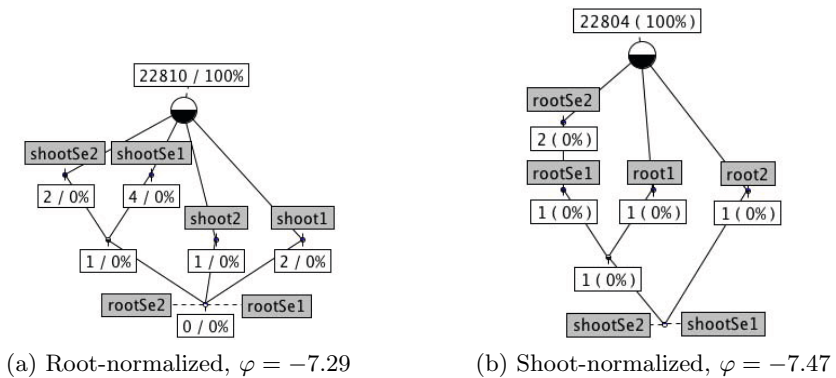 22810 / 100%
shootSe2
shootSe1
2 / 0%
4 / 0%
shoot2
shoot1
1 / 0%
1 / 0%
2 / 0%
rootSe2
rootSe1
0 / 0%
(a) Root-normalized, φ = −7.29
22804 ( 100%)
rootSe2
2 ( 0%)
rootSe1
root1
root2
1 ( 0%)
1 ( 0%)
1 ( 0%)
1 ( 0%)
shootSe2
shootSe1
(b) Shoot-normalized, φ = −7.47